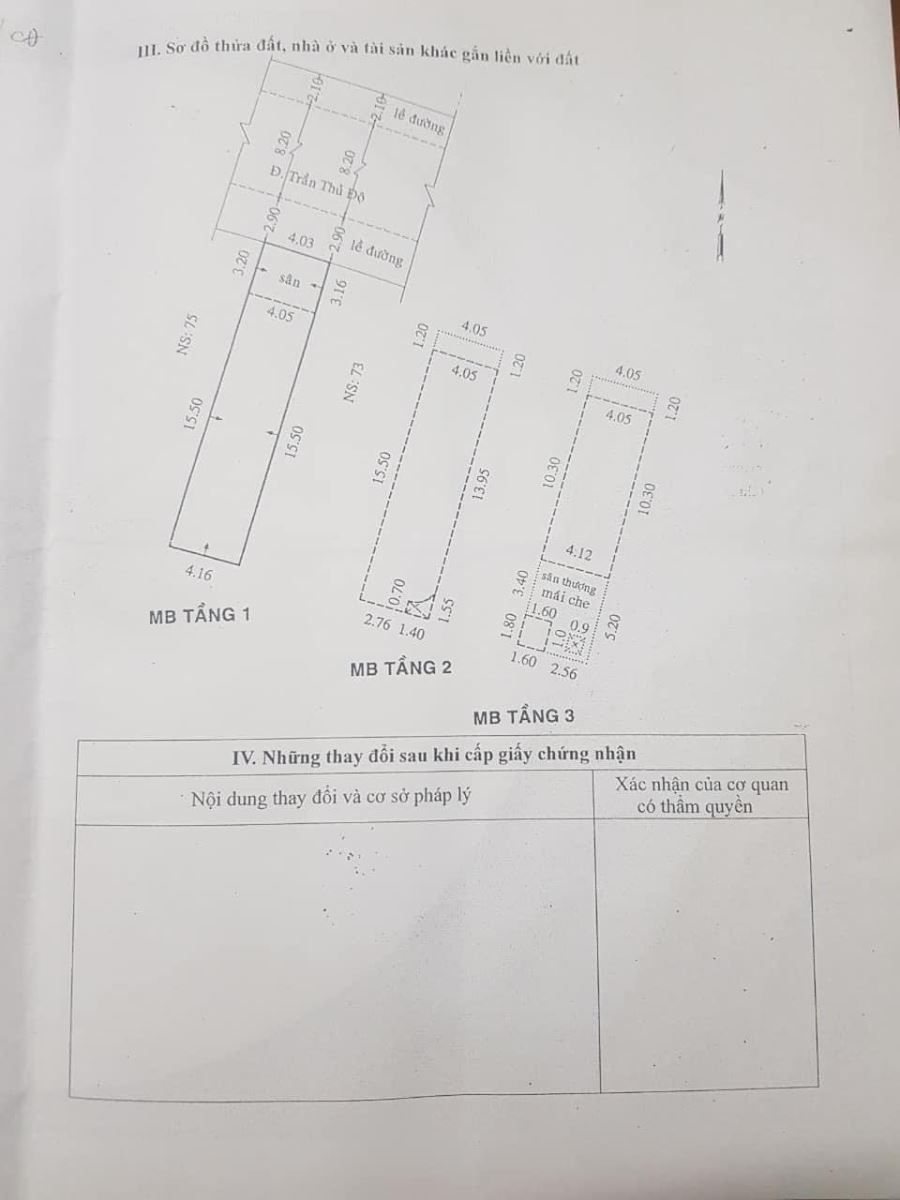 III. Sơ đồ thửa đất, nhà ở và tài sản khác gắn liền với đất
2.10
2.10
lề đường
8.20
8.20
Đ. Trần Thủ Độ
2.90
2.90
4.03
lề đường
3.20
sân
3.16
4.05
NS: 75
NS: 73
15.50
15.50
4.16
MB TẦNG 1
1.20
4.05
1.20
4.05
15.50
13.95
0.70
1.55
2.76
1.40
MB TẦNG 2
1.20
4.05
1.20
4.05
10.30
10.30
4.12
3.40
sân thượng
mái che
1.60
0.9
1.80
1.0
5.20
1.60
2.56
MB TẦNG 3
IV. Những thay đổi sau khi cấp giấy chứng nhận
Nội dung thay đổi và cơ sở pháp lý
Xác nhận của cơ quan
có thẩm quyền